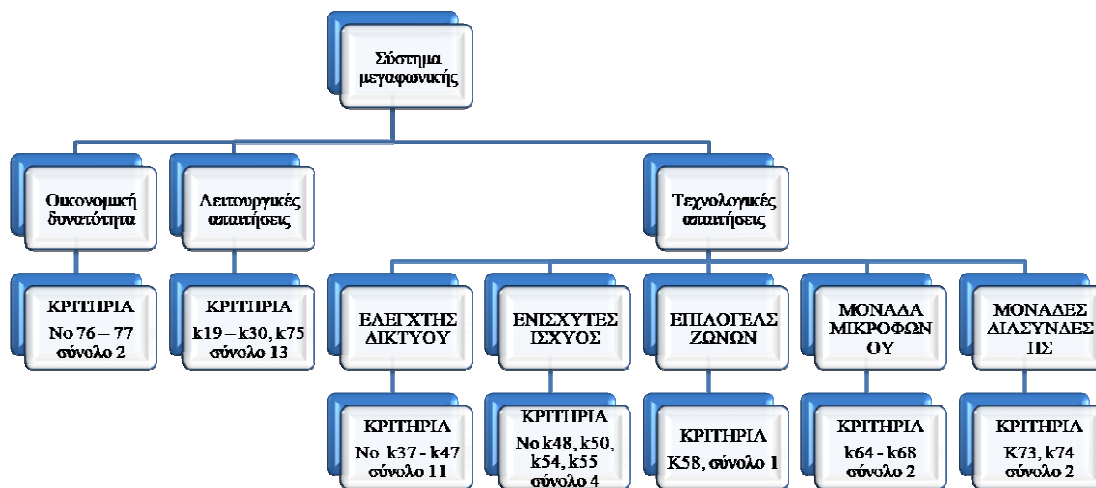 Σύστημα
μεγαφωνικής
Οικονομική
δυνατότητα
Λειτουργικές
απαιτήσεις
Τεχνολογικές
απαιτήσεις
ΚΡΙΤΗΡΙΑ
Νο 76 – 77
σύνολο 2
ΚΡΙΤΗΡΙΑ
k19 – k30, k75
σύνολο 13
ΕΛΕΓΧΤΗΣ
ΔΙΚΤΥΟΥ
ΕΝΙΣΧΥΤΕΣ
ΙΣΧΥΟΣ
ΕΠΙΛΟΓΕΑΣ
ΖΩΝΩΝ
ΜΟΝΑΔΑ
ΜΙΚΡΟΦΩΝ
ΟΥ
ΜΟΝΑΔΕΣ
ΔΙΑΣΥΝΔΕΣ
ΗΣ
ΚΡΙΤΗΡΙΑ
Νο k37 - k47
σύνολο 11
ΚΡΙΤΗΡΙΑ
Νο k48, k50,
k54, k55
σύνολο 4
ΚΡΙΤΗΡΙΑ
K58, σύνολο 1
ΚΡΙΤΗΡΙΑ
k64 - k68
σύνολο 2
ΚΡΙΤΗΡΙΑ
K73, k74
σύνολο 2